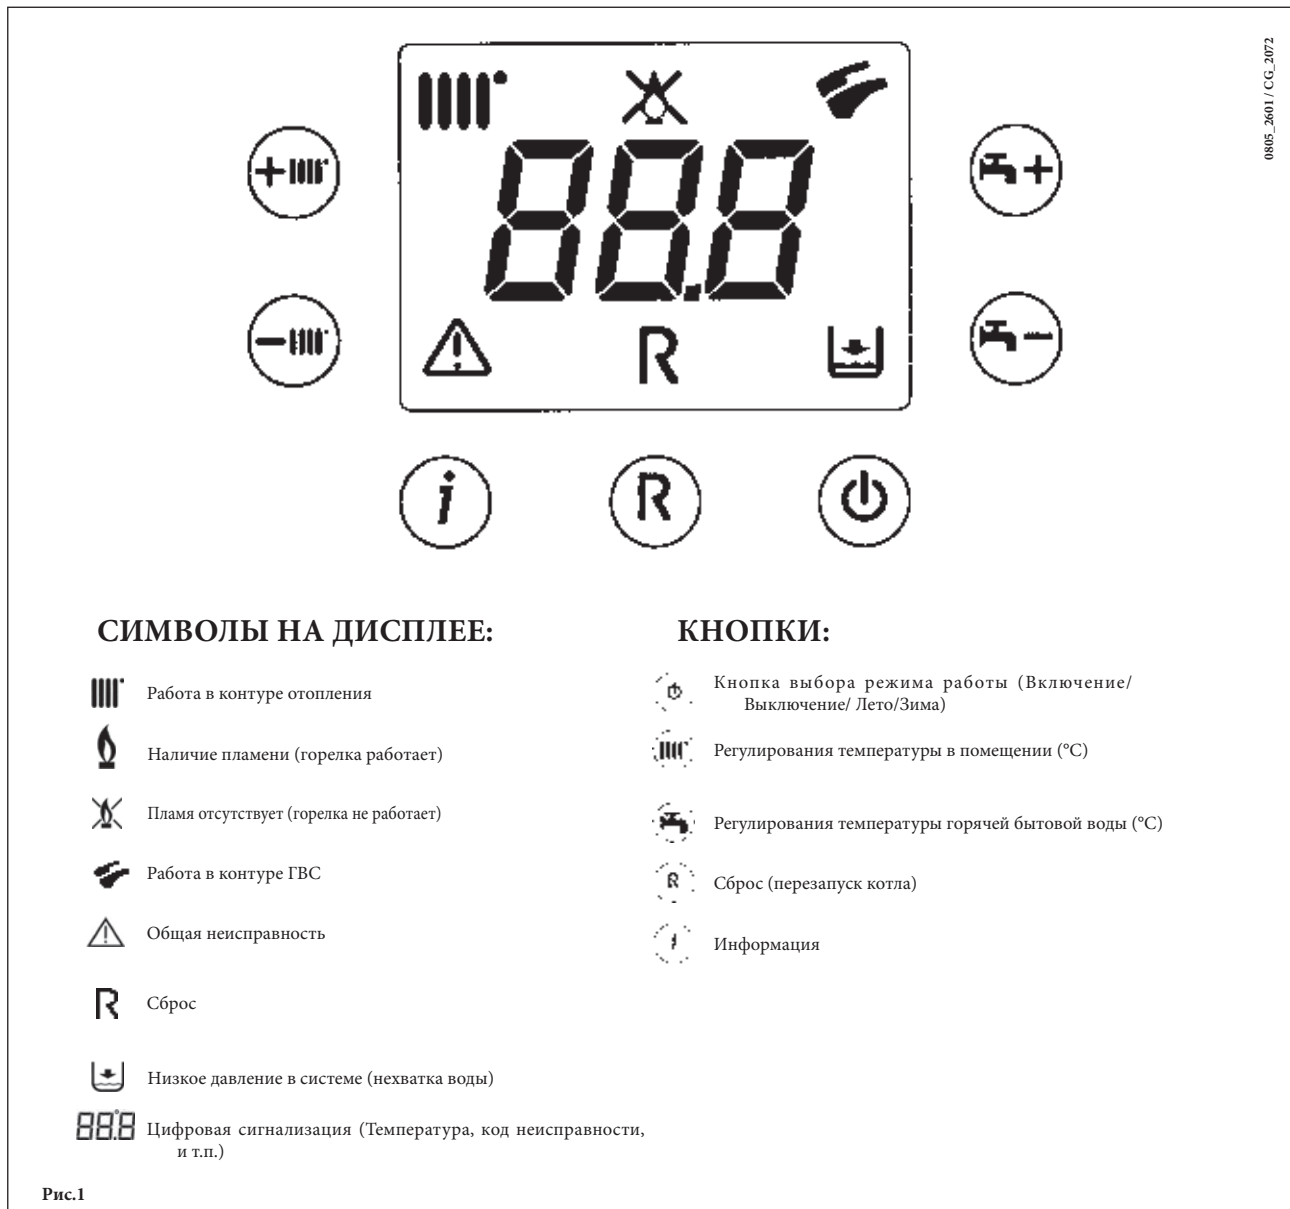 0805_2601 / CG_2072
88.8
R
i
R
СИМВОЛЫ НА ДИСПЛЕЕ:
Работа в контуре отопления
Наличие пламени (горелка работает)
Пламя отсутствует (горелка не работает)
Работа в контуре ГВС
Общая неисправность
R
Сброс
Низкое давление в системе (нехватка воды)
88.8
Цифровая сигнализация (Температура, код неисправности,
и т.п.)
КНОПКИ:
Кнопка выбора режима работы (Включение/
Выключение/ Лето/Зима)
Регулирования температуры в помещении (°C)
Регулирования температуры горячей бытовой воды (°C)
R
Сброс (перезапуск котла)
i
Информация
Рис.1